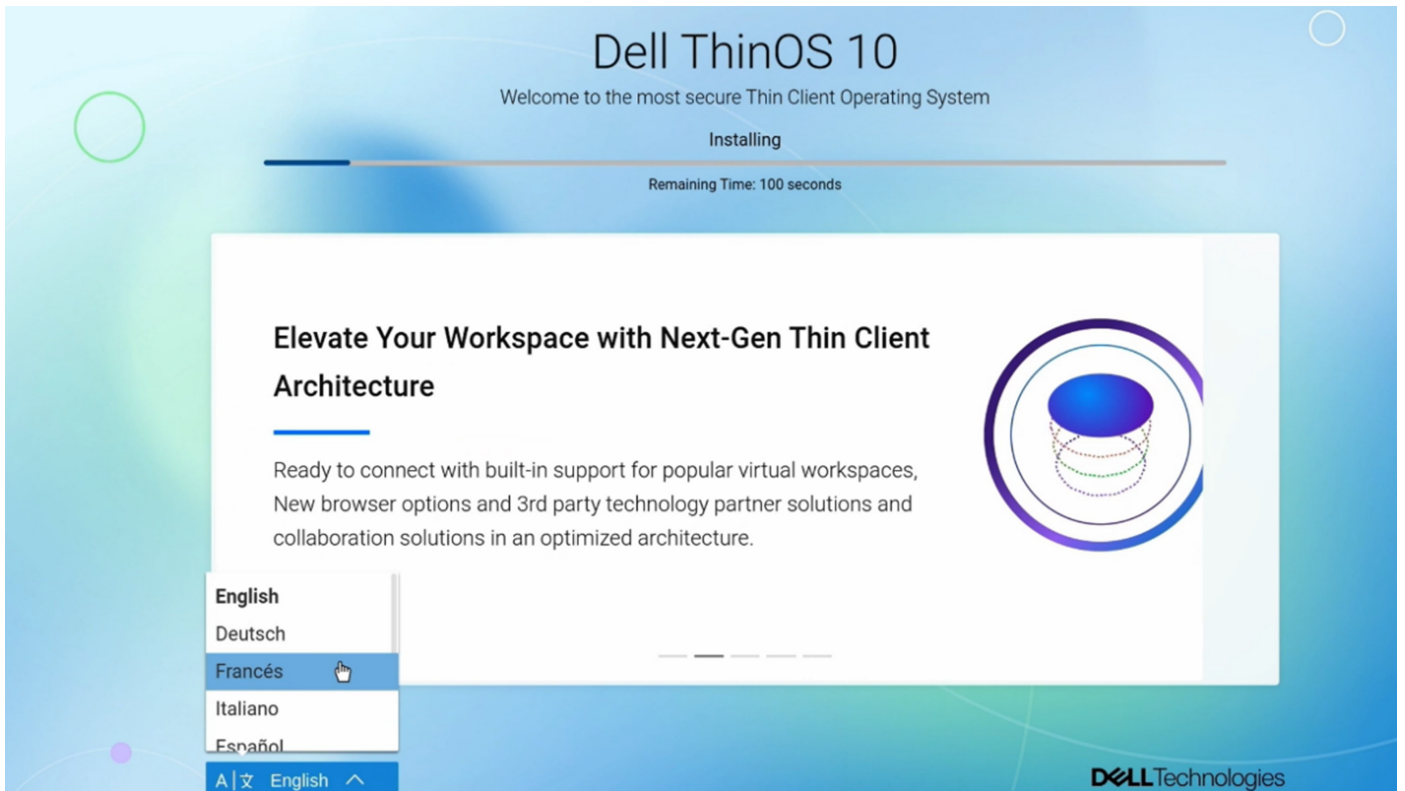 Dell ThinOS 10
Welcome to the most secure Thin Client Operating System
Installing
Remaining Time: 100 seconds
Elevate Your Workspace with Next-Gen Thin Client
Architecture
Ready to connect with built-in support for popular virtual workspaces,
New browser options and 3rd party technology partner solutions and
collaboration solutions in an optimized architecture.
English
Deutsch
Francés
Italiano
Español
A|文 English
DELLTechnologies